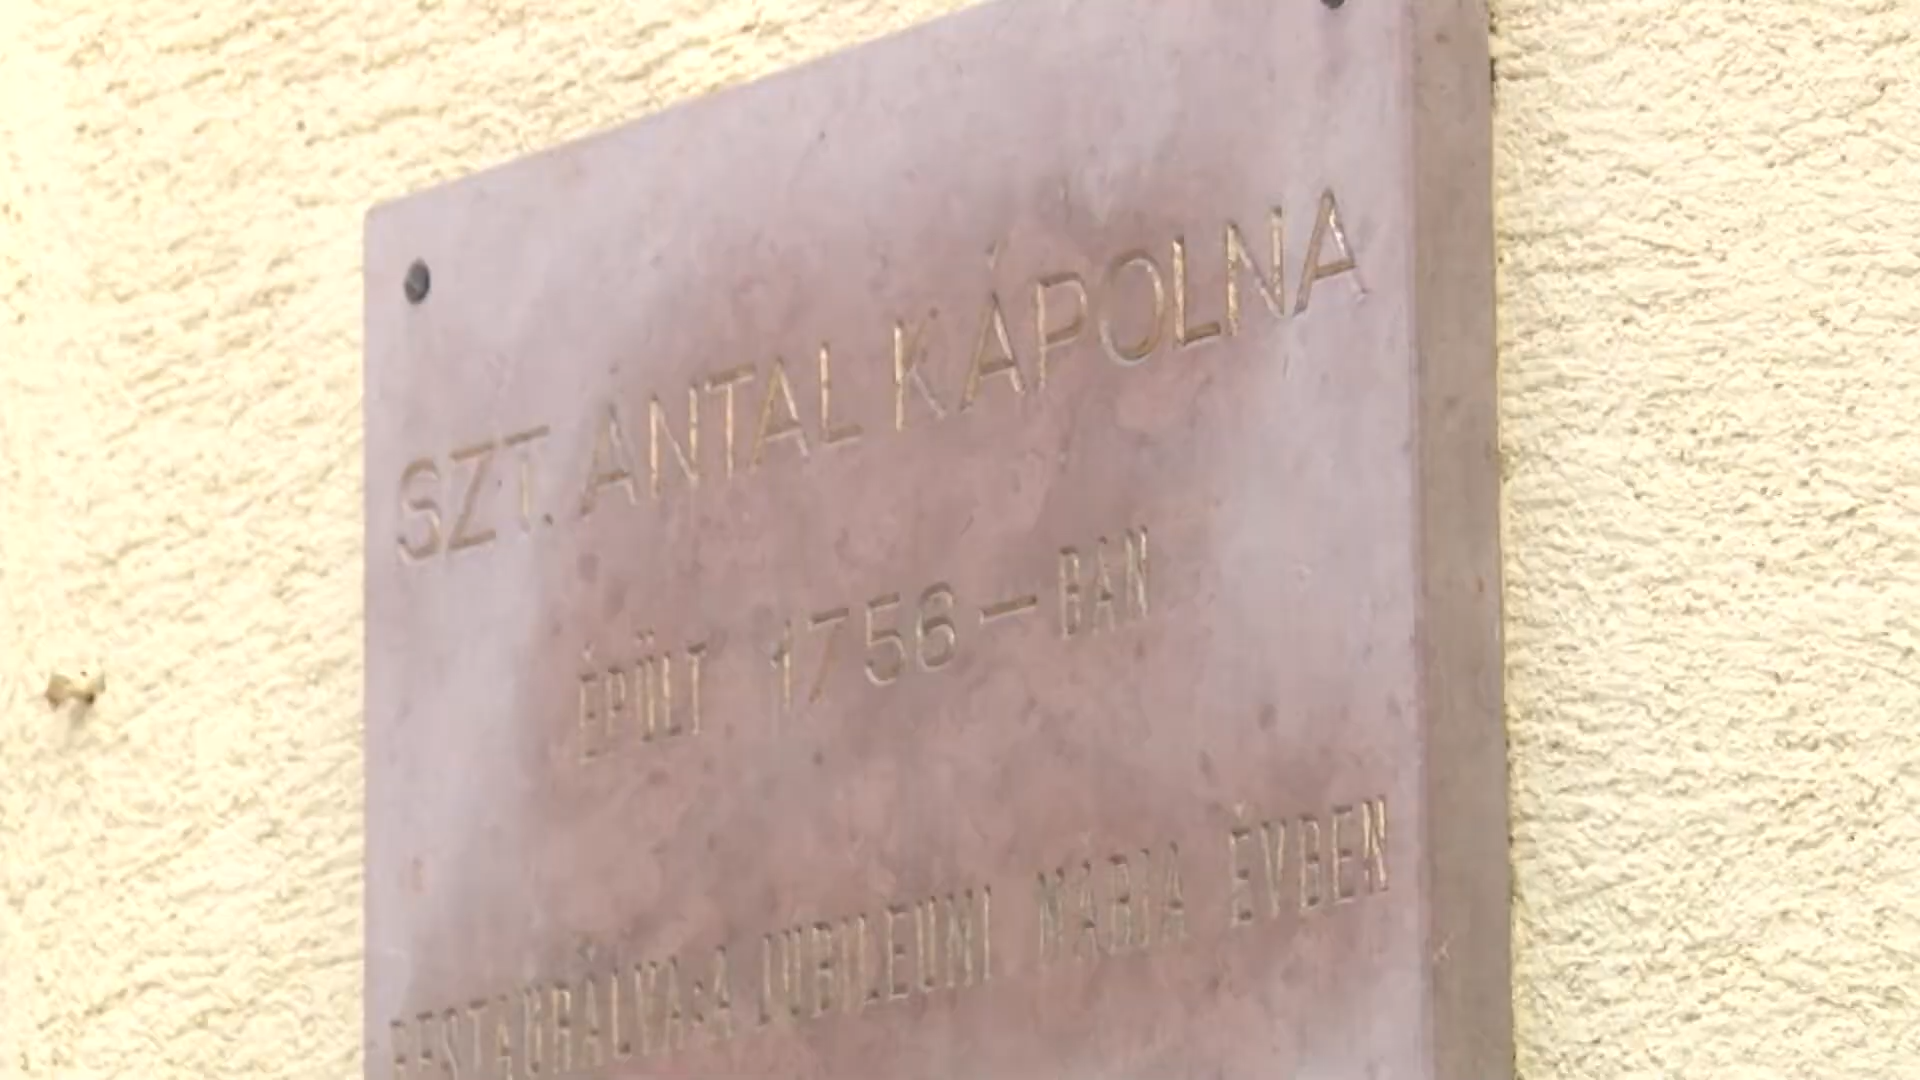 SZT. ANTAL KÁPOLNA
ÉPÜLT 1756–BAN
RESTAURÁLVA: A JUBILEUMI MÁRIA ÉVBEN